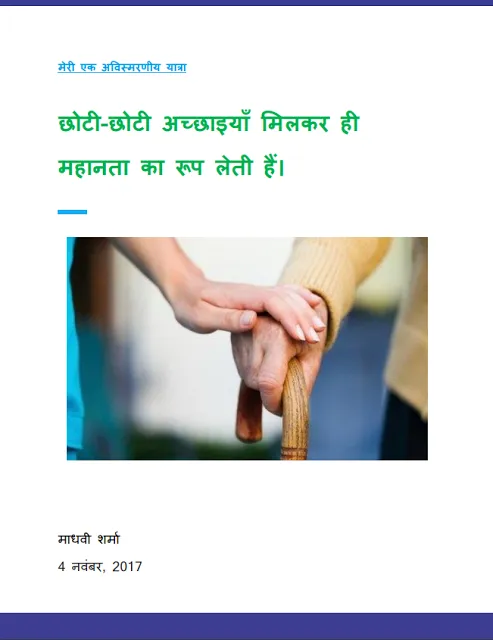 मेरी एक अविस्मरणीय यात्रा
छोटी-छोटी अच्छाइयाँ मिलकर ही
महानता का रूप लेती हैं।
माधवी शर्मा
4 नवंबर, 2017